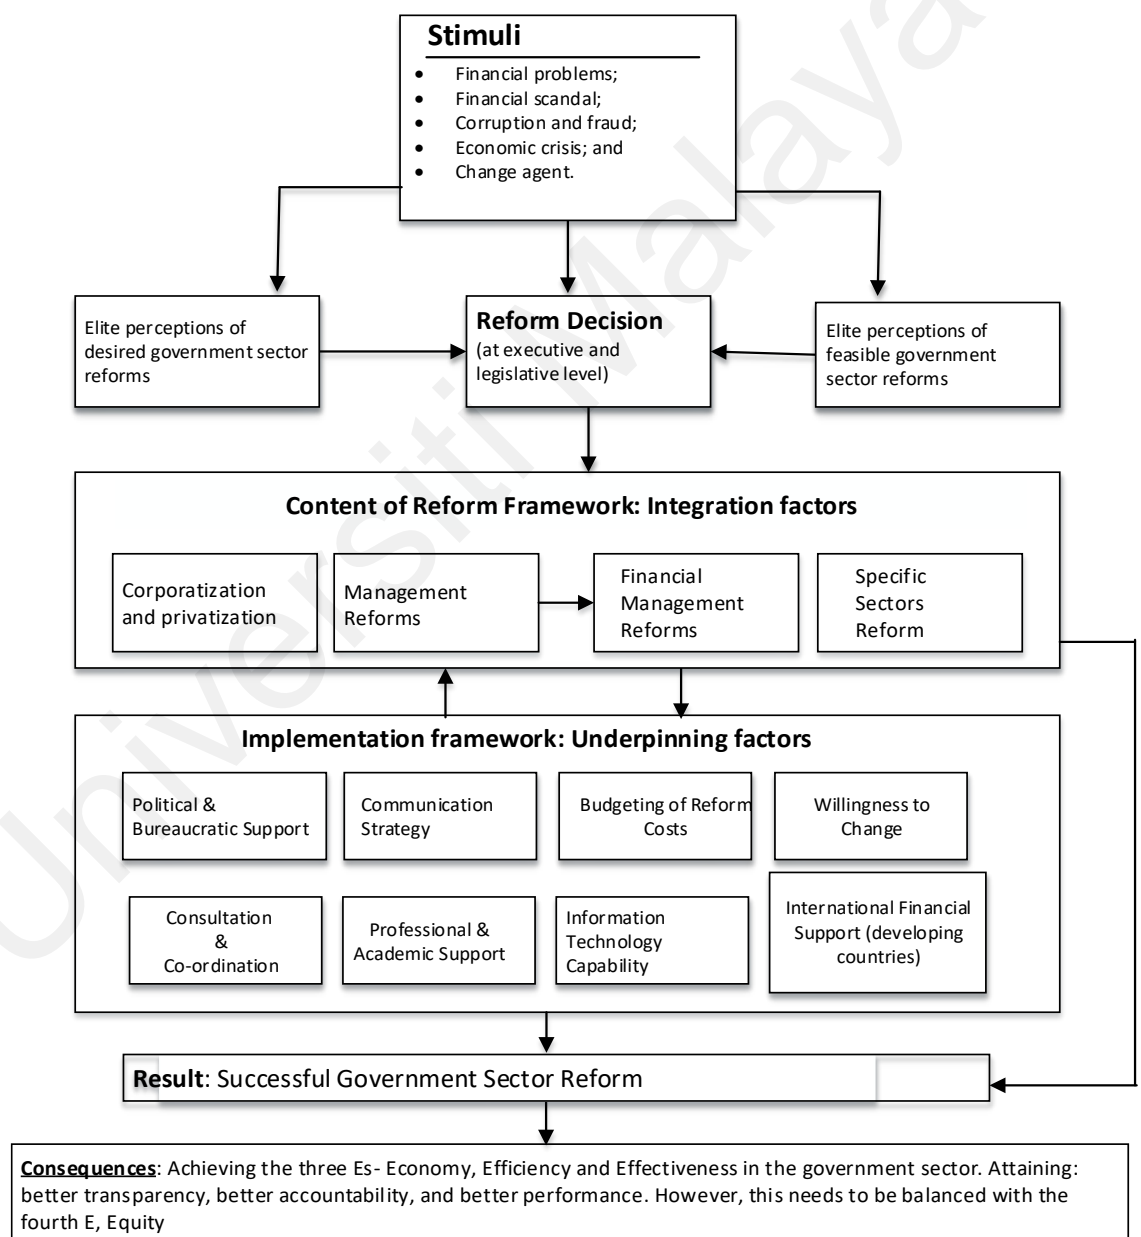 Stimuli
• Financial problems;
• Financial scandal;
• Corruption and fraud;
• Economic crisis; and
• Change agent.
Elite perceptions of
desired government sector
reforms
Reform Decision
(at executive and
legislative level)
Elite perceptions of
feasible government
sector reforms
Content of Reform Framework: Integration factors
Corporatization
and privatization
Management
Reforms
Financial
Management
Reforms
Specific
Sectors
Reform
Implementation framework: Underpinning factors
Political &
Bureaucratic Support
Communication
Strategy
Budgeting of Reform
Costs
Willingness to
Change
Consultation
&
Co-ordination
Professional &
Academic Support
Information
Technology
Capability
International Financial
Support (developing
countries)
Result: Successful Government Sector Reform
Consequences: Achieving the three Es- Economy, Efficiency and Effectiveness in the government sector. Attaining:
better transparency, better accountability, and better performance. However, this needs to be balanced with the
fourth E, Equity
Universiti Malaya